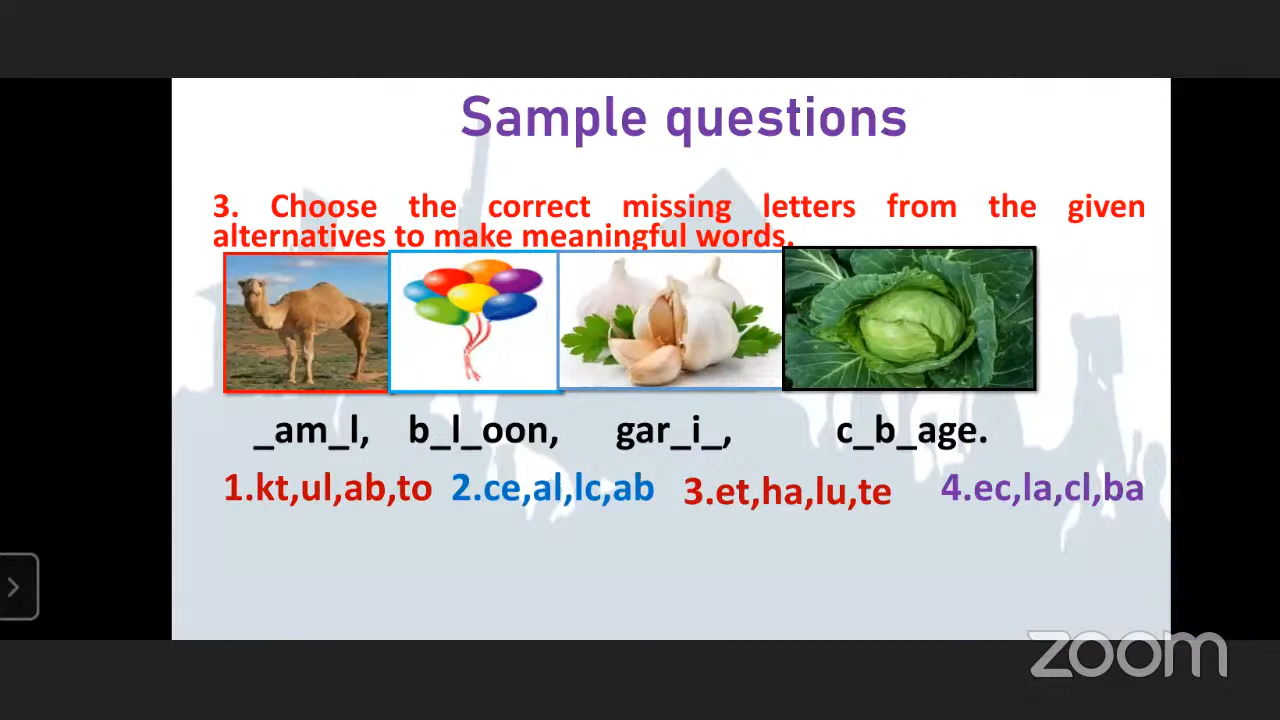 Sample questions
3. Choose the correct missing letters from the given
alternatives to make meaningful words.
_am_l, b_l_oon, gar_i_, c_b_age.
1.kt,ul,ab,to 2.ce,al,lc,ab 3.et,ha,lu,te 4.ec,la,cl,ba
zoom